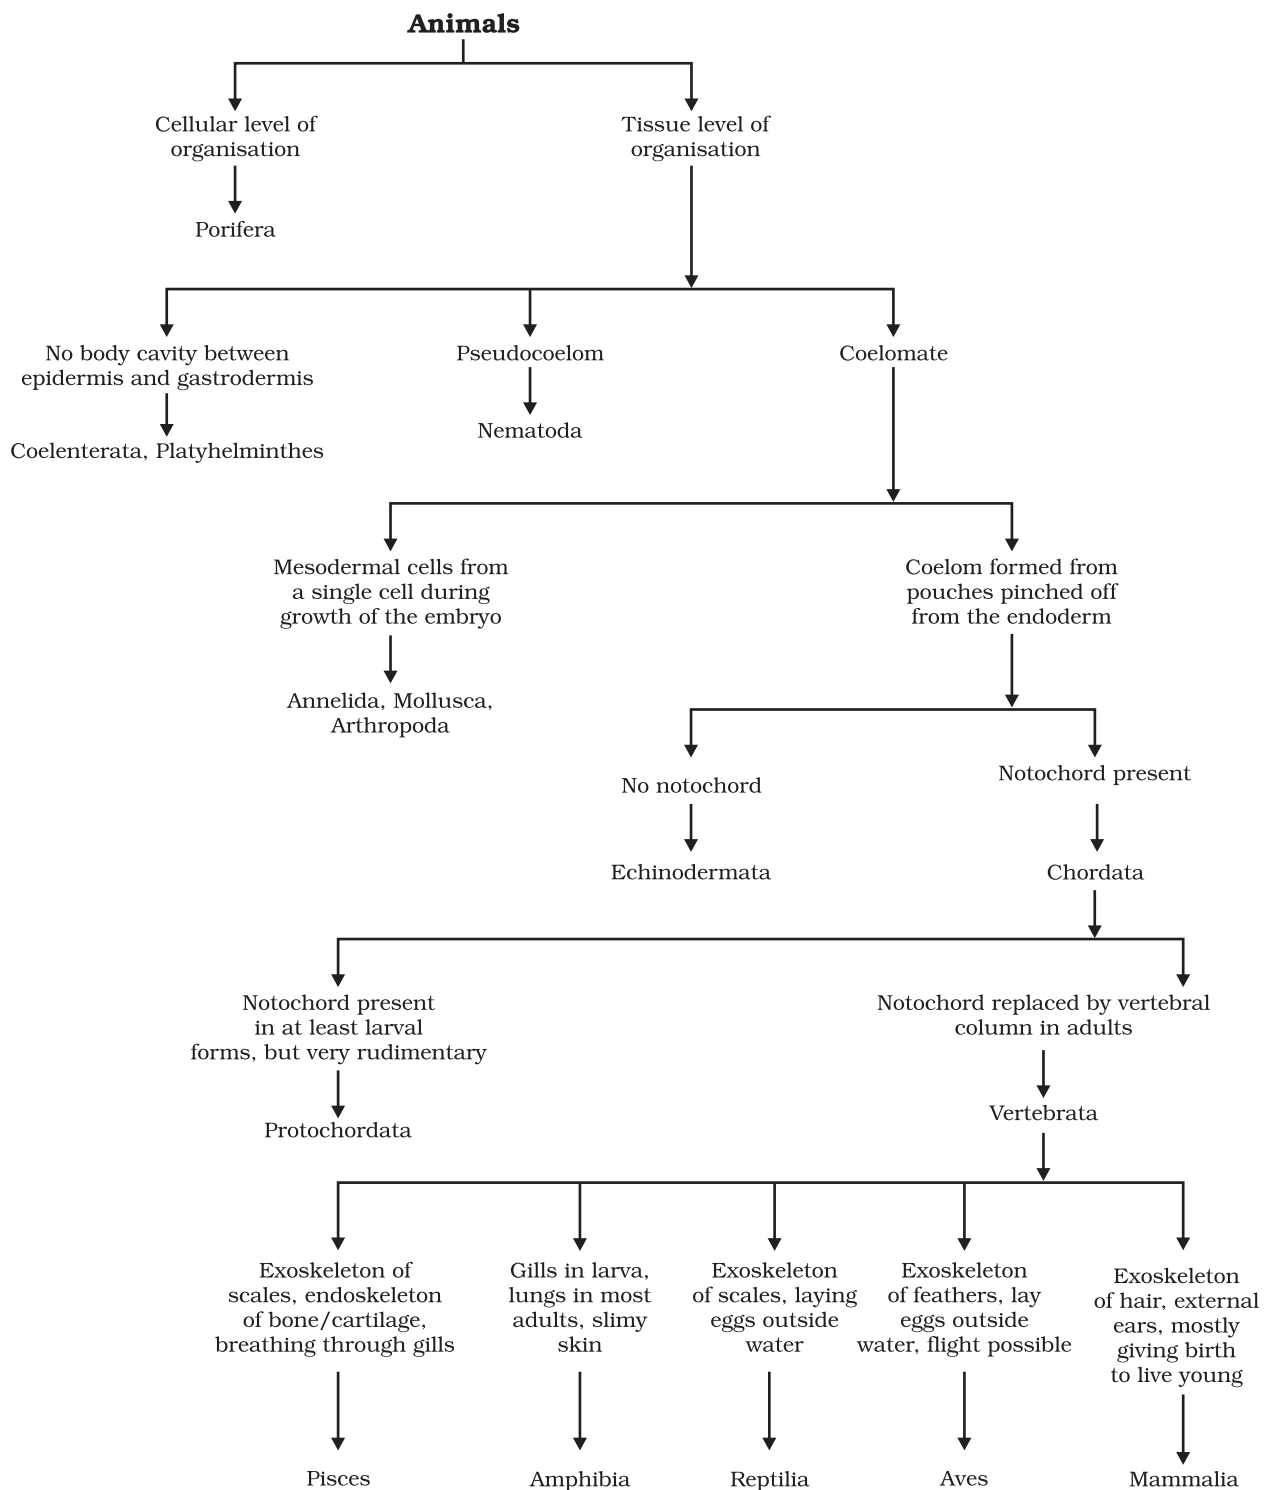 Animals
Cellular level of
organisation
Tissue level of
organisation
Porifera
No body cavity between
epidermis and gastrodermis
Pseudocoelom
Coelomate
Coelenterata, Platyhelminthes
Nematoda
Mesodermal cells from
a single cell during
growth of the embryo
Coelom formed from
pouches pinched off
from the endoderm
Annelida, Mollusca,
Arthropoda
No notochord
Notochord present
Echinodermata
Chordata
Notochord present
in at least larval
forms, but very rudimentary
Notochord replaced by vertebral
column in adults
Protochordata
Vertebrata
Exoskeleton of
scales, endoskeleton
of bone/cartilage,
breathing through gills
Gills in larva,
lungs in most
adults, slimy
skin
Exoskeleton
of scales, laying
eggs outside
water
Exoskeleton
of feathers, lay
eggs outside
water, flight possible
Exoskeleton
of hair, external
ears, mostly
giving birth
to live young
Pisces
Amphibia
Reptilia
Aves
Mammalia